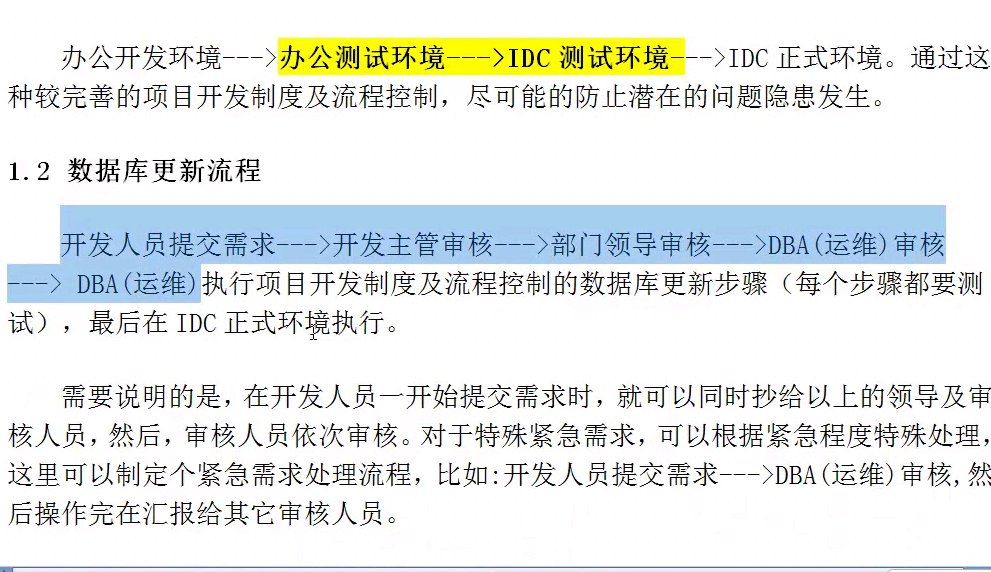 办公开发环境--->办公测试环境--->IDC 测试环境--->IDC 正式环境。通过这
种较完善的项目开发制度及流程控制，尽可能的防止潜在的问题隐患发生。
1.2 数据库更新流程
开发人员提交需求--->开发主管审核--->部门领导审核--->DBA(运维)审核
---> DBA(运维)执行项目开发制度及流程控制的数据库更新步骤（每个步骤都要测
试），最后在 IDC 正式环境执行。
需要说明的是，在开发人员一开始提交需求时，就可以同时抄给以上的领导及审
核人员，然后，审核人员依次审核。对于特殊紧急需求，可以根据紧急程度特殊处理，
这里可以制定个紧急需求处理流程，比如:开发人员提交需求--->DBA(运维)审核,然
后操作完在汇报给其它审核人员。